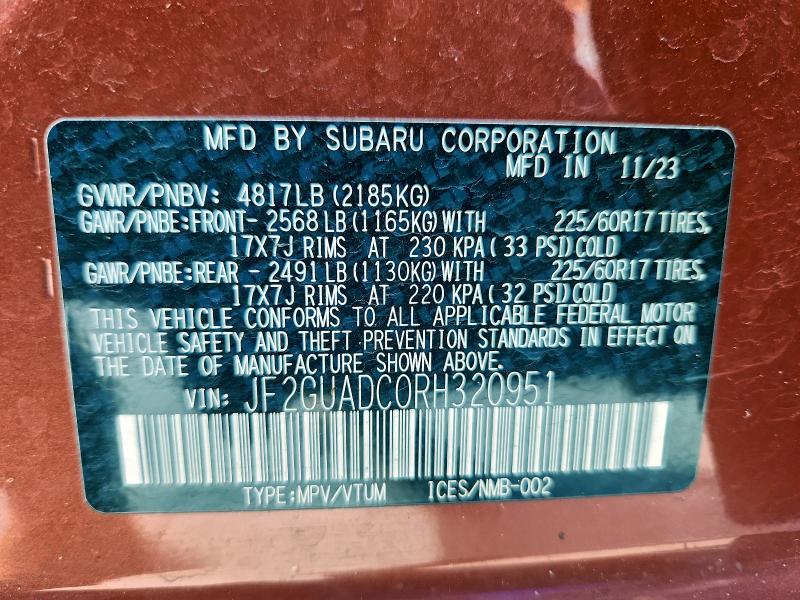 MFD BY SUBARU CORPORATION
MFD IN 11/23
GVWR/PNBV: 4817LB (2185KG)
GAWR/PNBE:FRONT- 2568 LB (1165KG) WITH 225/60R17 TIRES,
17X7J RIMS AT 230 KPA ( 33 PSI) COLD
GAWR/PNBE:REAR - 2491 LB (1130KG) WITH 225/60R17 TIRES,
17X7J RIMS AT 220 KPA ( 32 PSI) COLD
THIS VEHICLE CONFORMS TO ALL APPLICABLE FEDERAL MOTOR
VEHICLE SAFETY AND THEFT PREVENTION STANDARDS IN EFFECT ON
THE DATE OF MANUFACTURE SHOWN ABOVE.
VIN: JF2GUADC0RH320951
TYPE:MPV/VTUM ICES/NMB-002